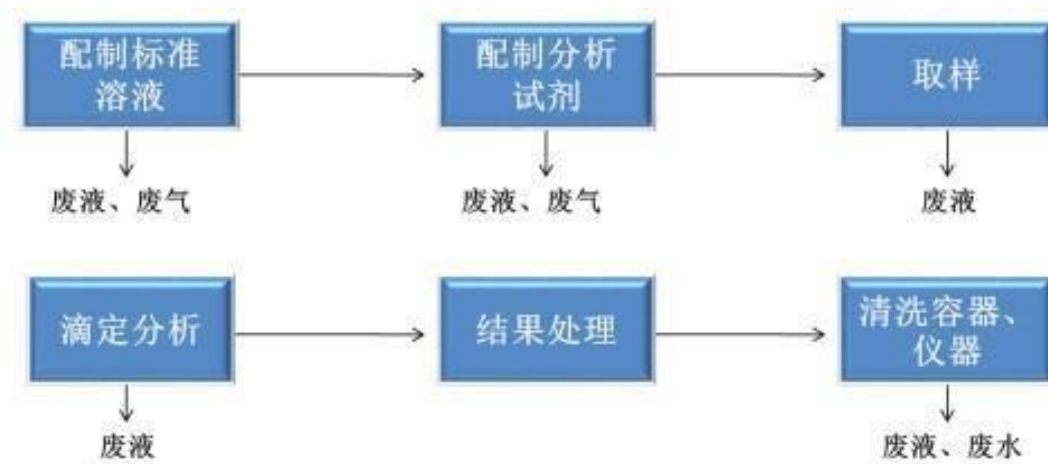 配制标准
溶液
配制分析
试剂
取样
废液、废气
废液、废气
废液
滴定分析
结果处理
清洗容器、
仪器
废液
废液、废水